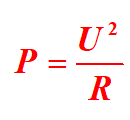 P = U² / R